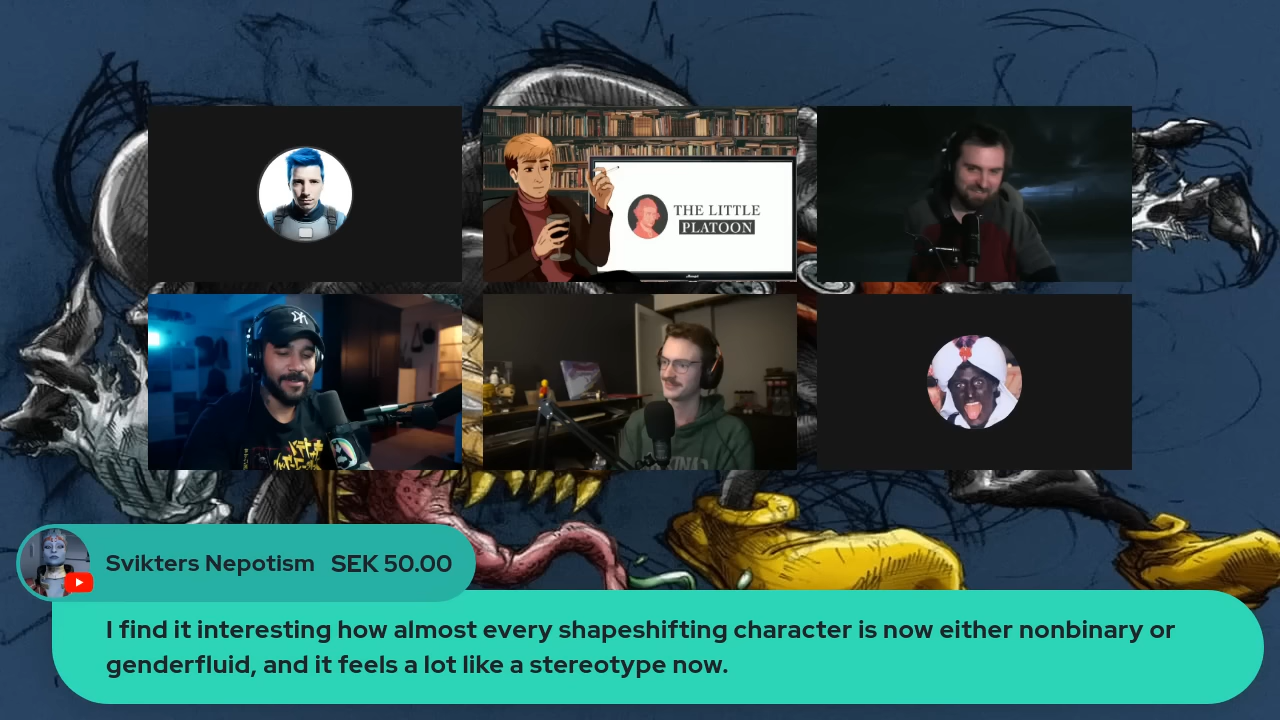 THE LITTLE
PLATOON
Svikters Nepotism SEK 50.00
I find it interesting how almost every shapeshifting character is now either nonbinary or
genderfluid, and it feels a lot like a stereotype now.